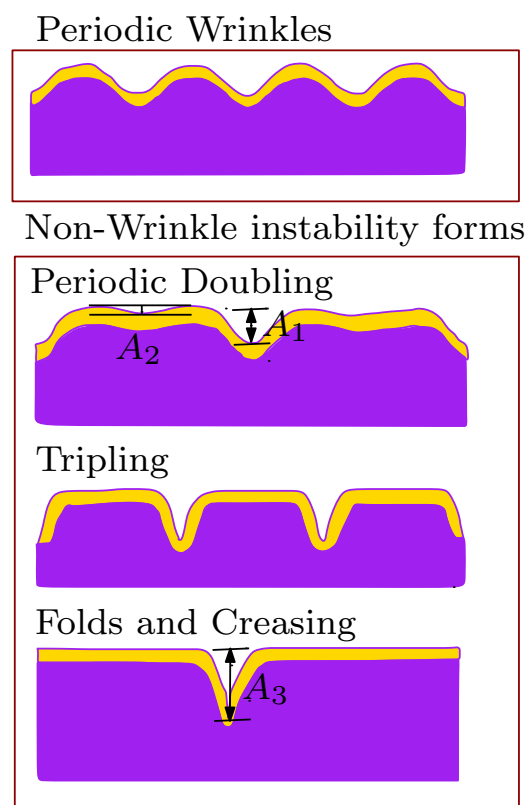 Periodic Wrinkles
Non-Wrinkle instability forms
Periodic Doubling
A₁
A₂
Tripling
Folds and Creasing
A₃